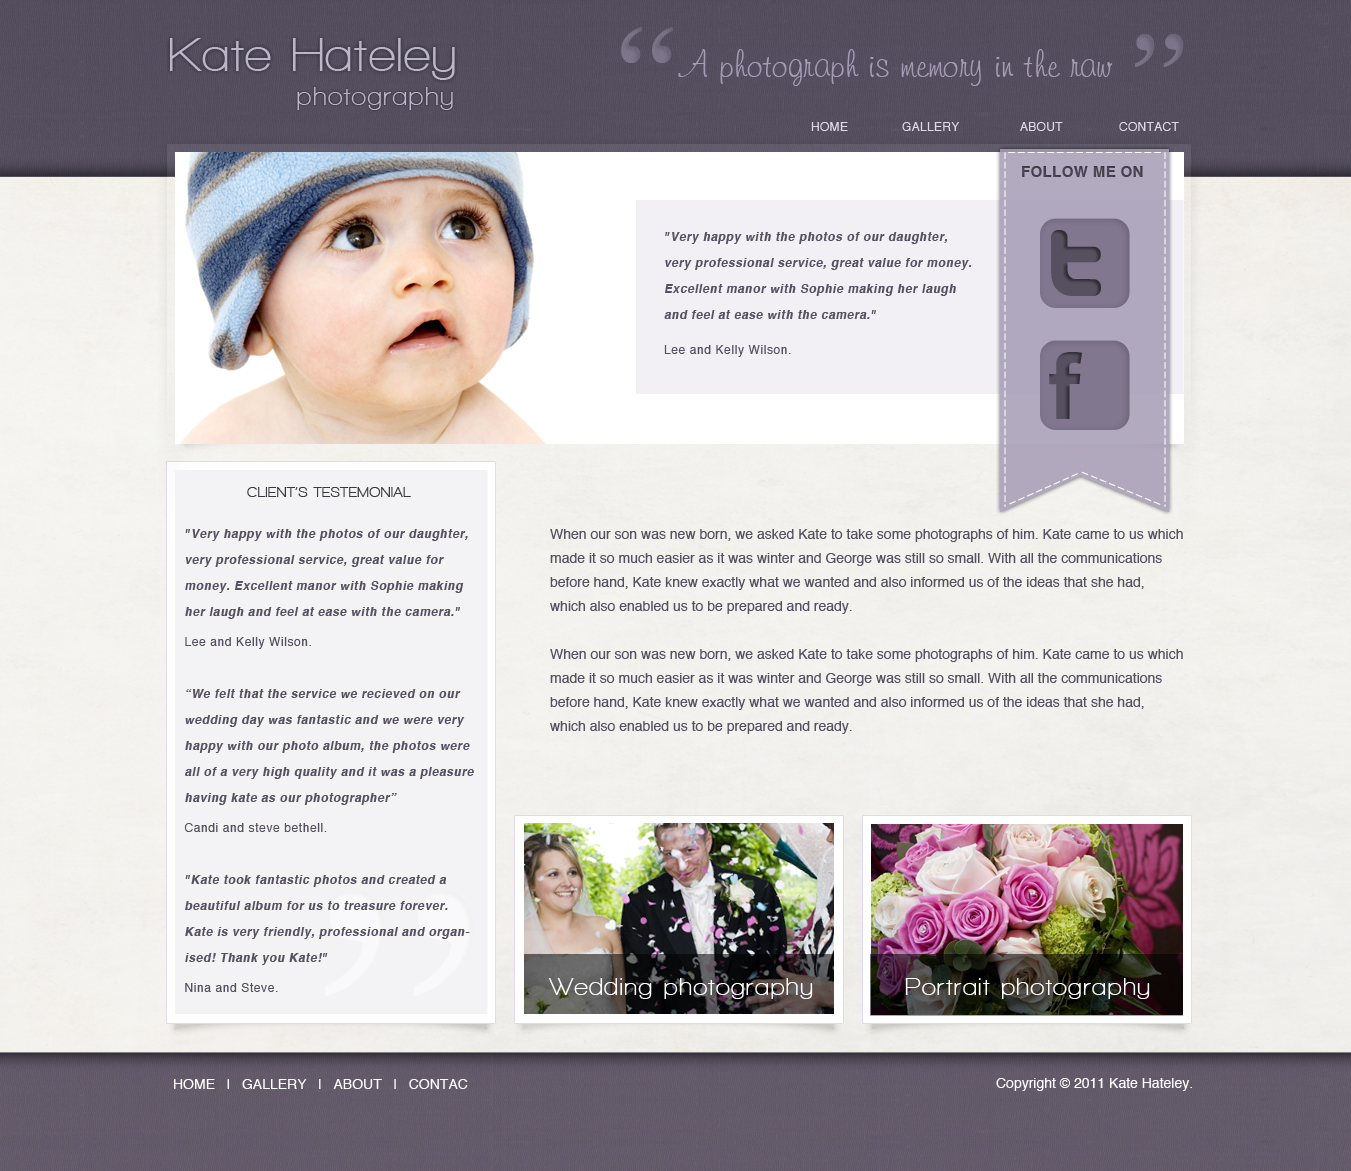 Kate Hateley
photography
“ A photograph is memory in the raw ”
HOME GALLERY ABOUT CONTACT
FOLLOW ME ON
"Very happy with the photos of our daughter,
very professional service, great value for money.
Excellent manor with Sophie making her laugh
and feel at ease with the camera."
Lee and Kelly Wilson.
t
f
CLIENT'S TESTEMONIAL
"Very happy with the photos of our daughter,
very professional service, great value for
money. Excellent manor with Sophie making
her laugh and feel at ease with the camera."
Lee and Kelly Wilson.
“We felt that the service we recieved on our
wedding day was fantastic and we were very
happy with our photo album, the photos were
all of a very high quality and it was a pleasure
having kate as our photographer”
Candi and steve bethell.
"Kate took fantastic photos and created a
beautiful album for us to treasure forever.
Kate is very friendly, professional and organ-
ised! Thank you Kate!"
Nina and Steve.
When our son was new born, we asked Kate to take some photographs of him. Kate came to us which
made it so much easier as it was winter and George was still so small. With all the communications
before hand, Kate knew exactly what we wanted and also informed us of the ideas that she had,
which also enabled us to be prepared and ready.
When our son was new born, we asked Kate to take some photographs of him. Kate came to us which
made it so much easier as it was winter and George was still so small. With all the communications
before hand, Kate knew exactly what we wanted and also informed us of the ideas that she had,
which also enabled us to be prepared and ready.
Wedding photography
Portrait photography
HOME | GALLERY | ABOUT | CONTAC
Copyright © 2011 Kate Hateley.